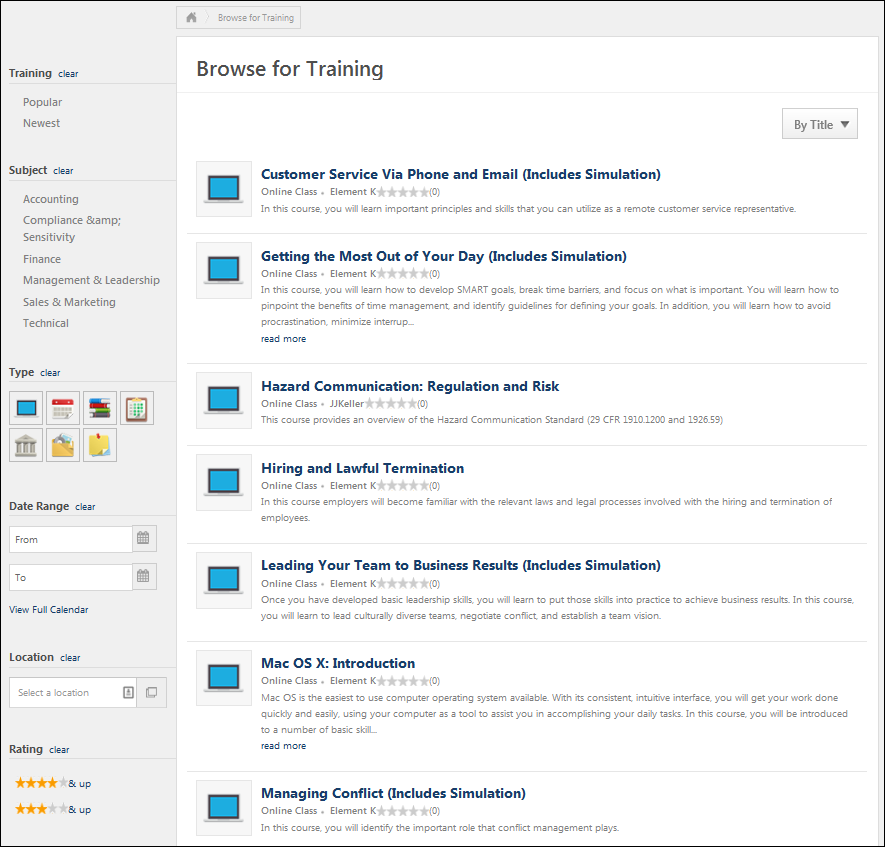 Browse for Training
Training clear
Popular
Newest
Subject clear
Accounting
Compliance &amp;
Sensitivity
Finance
Management & Leadership
Sales & Marketing
Technical
Type clear
Date Range clear
From
To
View Full Calendar
Location clear
Select a location
Rating clear
& up
& up
Browse for Training
By Title
Customer Service Via Phone and Email (Includes Simulation)
Online Class • Element K(0)
In this course, you will learn important principles and skills that you can utilize as a remote customer service representative.
Getting the Most Out of Your Day (Includes Simulation)
Online Class • Element K(0)
In this course, you will learn how to develop SMART goals, break time barriers, and focus on what is important. You will learn how to
pinpoint the benefits of time management, and identify guidelines for defining your goals. In addition, you will learn how to avoid
procrastination, minimize interrup...
read more
Hazard Communication: Regulation and Risk
Online Class • JJKeller(0)
This course provides an overview of the Hazard Communication Standard (29 CFR 1910.1200 and 1926.59)
Hiring and Lawful Termination
Online Class • Element K(0)
In this course employers will become familiar with the relevant laws and legal processes involved with the hiring and termination of
employees.
Leading Your Team to Business Results (Includes Simulation)
Online Class • Element K(0)
Once you have developed basic leadership skills, you will learn to put those skills into practice to achieve business results. In this course,
you will learn to lead culturally diverse teams, negotiate conflict, and establish a team vision.
Mac OS X: Introduction
Online Class • Element K(0)
Mac OS is the easiest to use computer operating system available. With its consistent, intuitive interface, you will get your work done
quickly and easily, using your computer as a tool to assist you in accomplishing your daily tasks. In this course, you will be introduced
to a number of basic skill...
read more
Managing Conflict (Includes Simulation)
Online Class • Element K(0)
In this course, you will identify the important role that conflict management plays.